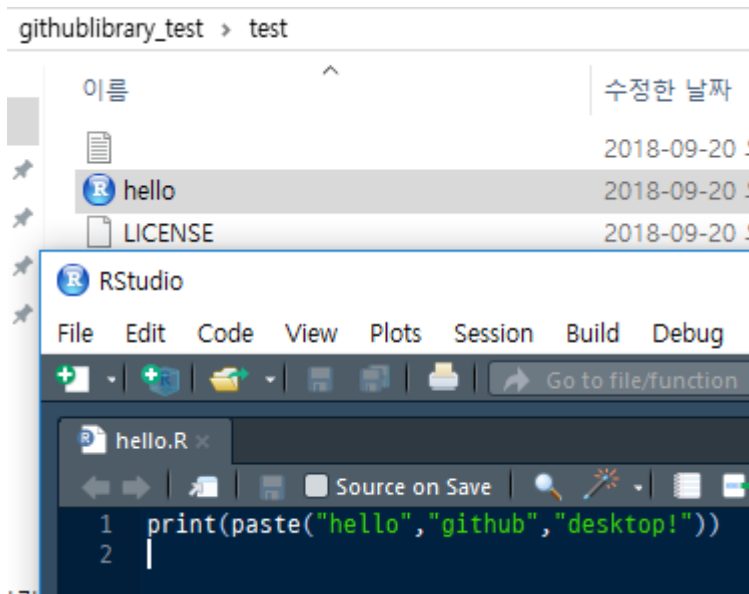 githublibrary_test > test
이름 수정한 날짜
2018-09-20
hello 2018-09-20
LICENSE 2018-09-20
RStudio
File Edit Code View Plots Session Build Debug
Go to file/function
hello.R
Source on Save
1 print(paste("hello","github","desktop!"))
2